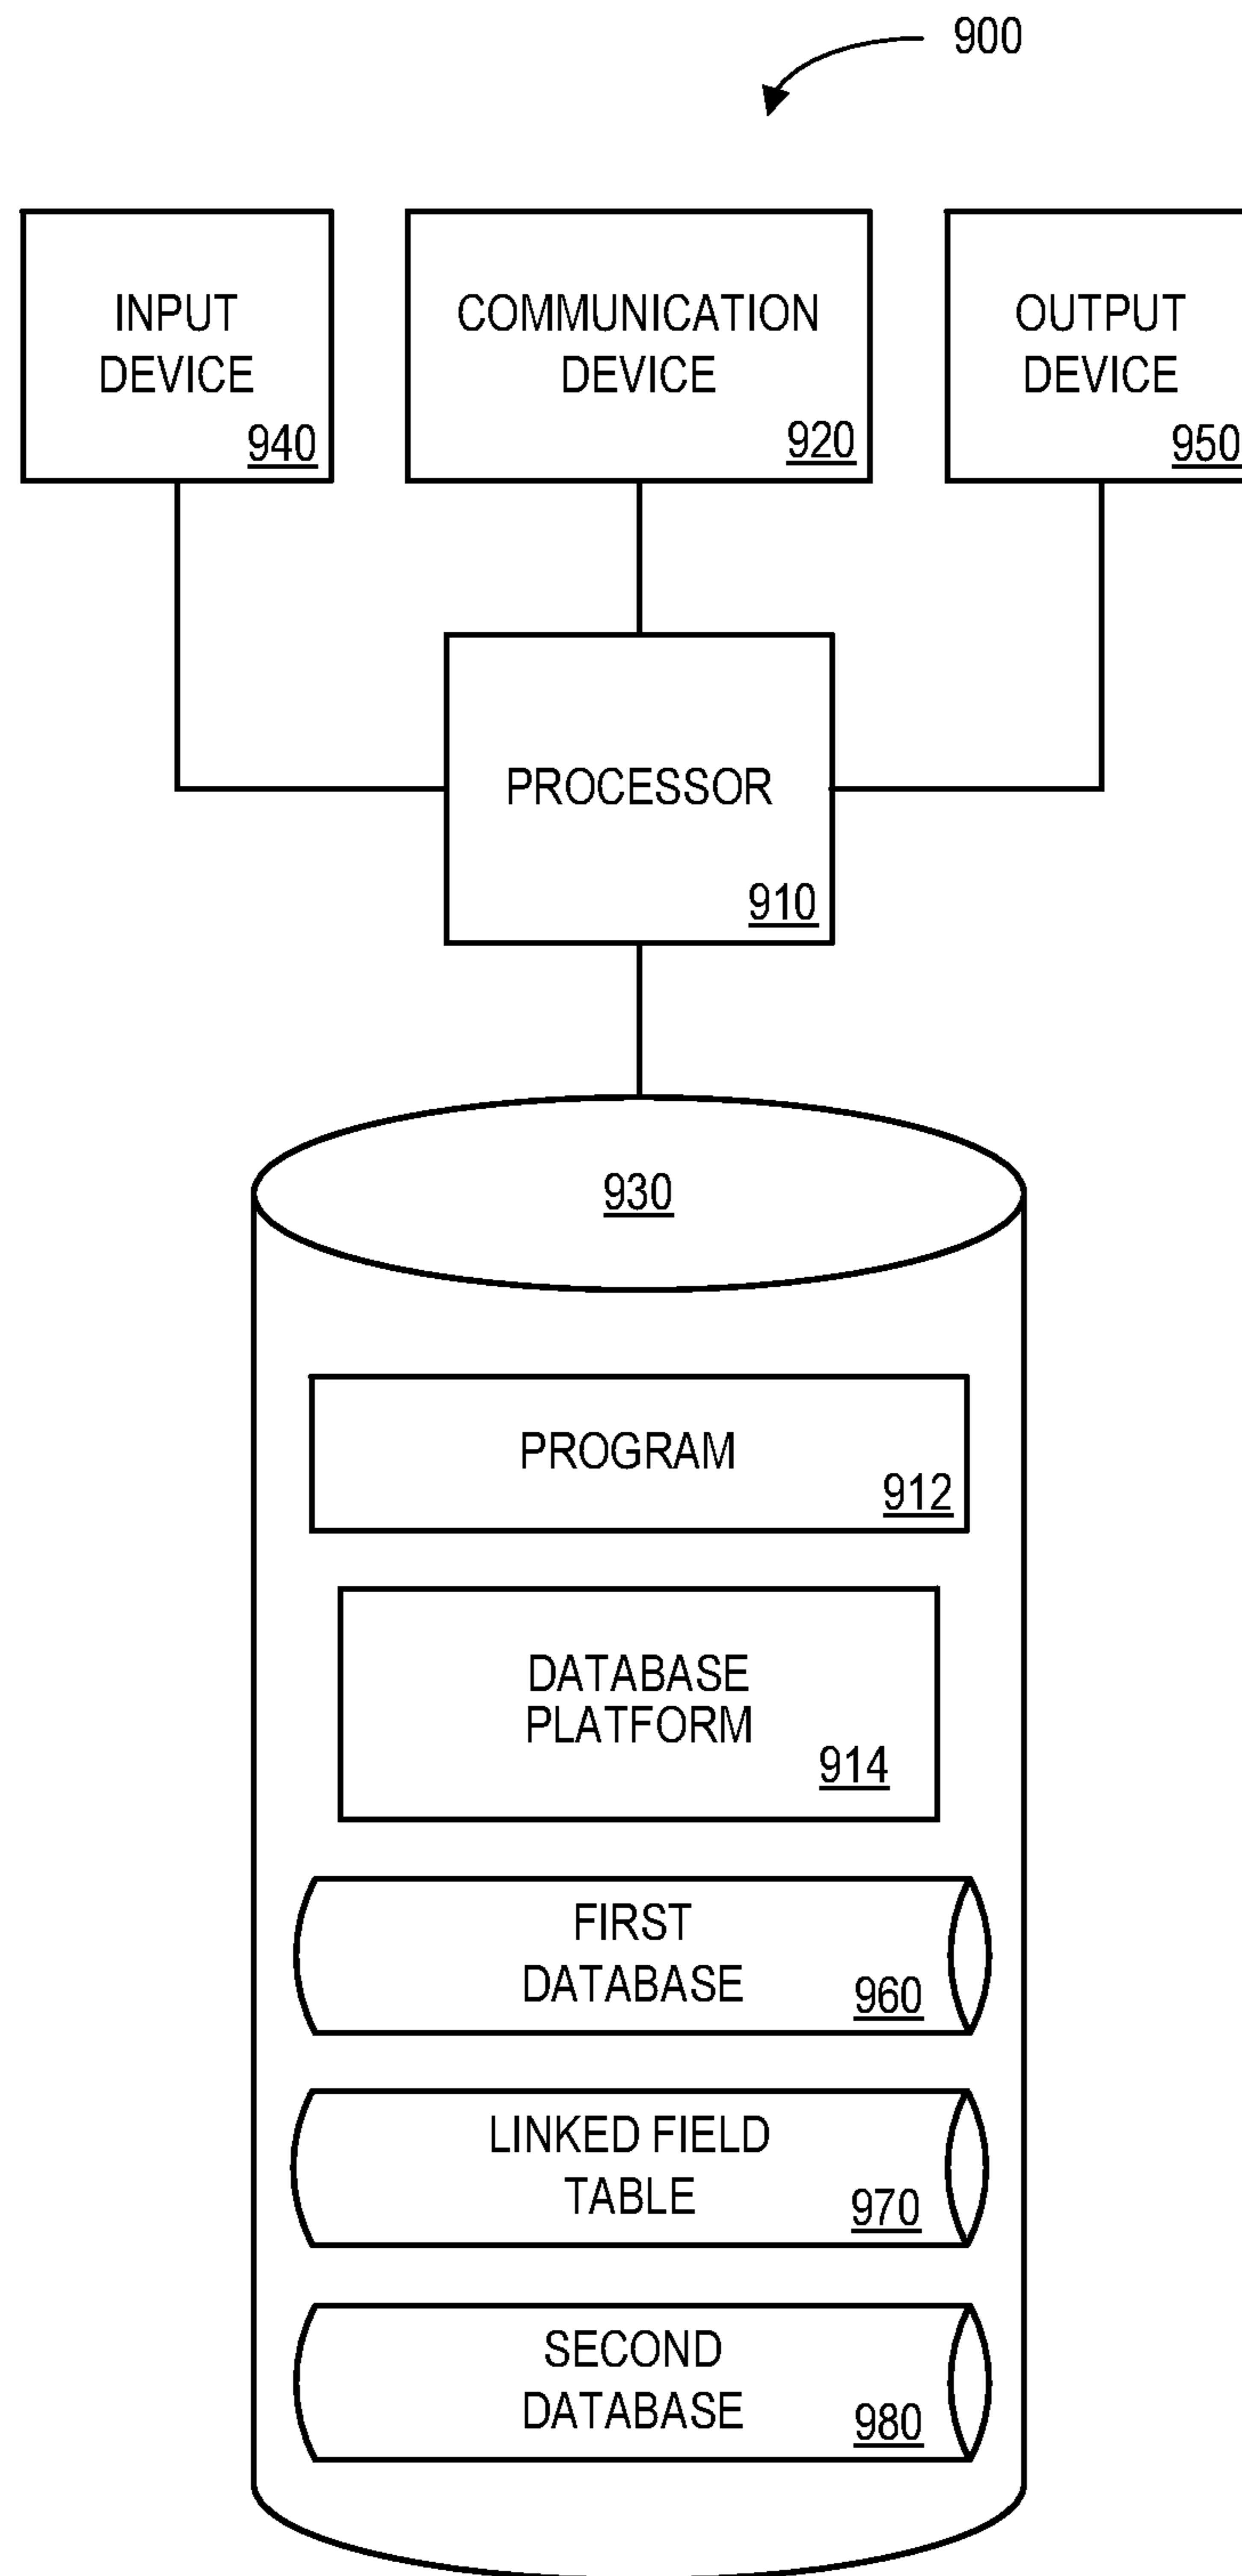 900
INPUT
DEVICE
940
COMMUNICATION
DEVICE
920
OUTPUT
DEVICE
950
PROCESSOR
910
930
PROGRAM
912
DATABASE
PLATFORM
914
FIRST
DATABASE
960
LINKED FIELD
TABLE
970
SECOND
DATABASE
980